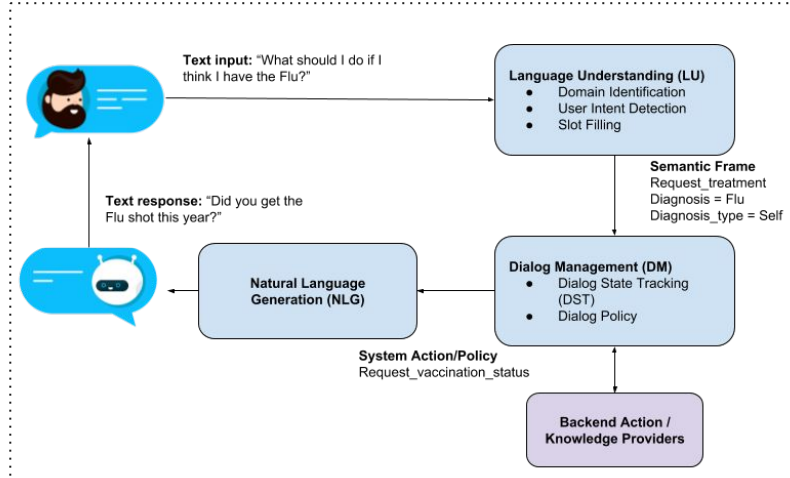 Text input: “What should I do if I
think I have the Flu?”
Language Understanding (LU)
● Domain Identification
● User Intent Detection
● Slot Filling
Semantic Frame
Request_treatment
Diagnosis = Flu
Diagnosis_type = Self
Text response: “Did you get the
Flu shot this year?”
Natural Language
Generation (NLG)
Dialog Management (DM)
● Dialog State Tracking
(DST)
● Dialog Policy
System Action/Policy
Request_vaccination_status
Backend Action /
Knowledge Providers